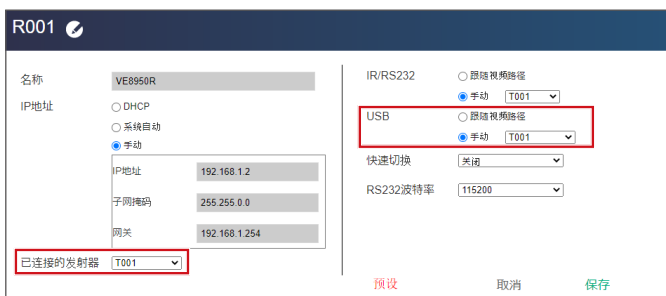 R001
名称 VE8950R
IP地址 DHCP
系统自动
手动
IP地址 192.168.1.2
子网掩码 255.255.0.0
网关 192.168.1.254
已连接的发射器 T001
IR/RS232 跟随视频路径
手动 T001
USB 跟随视频路径
手动 T001
快速切换 关闭
RS232波特率 115200
预设 取消 保存